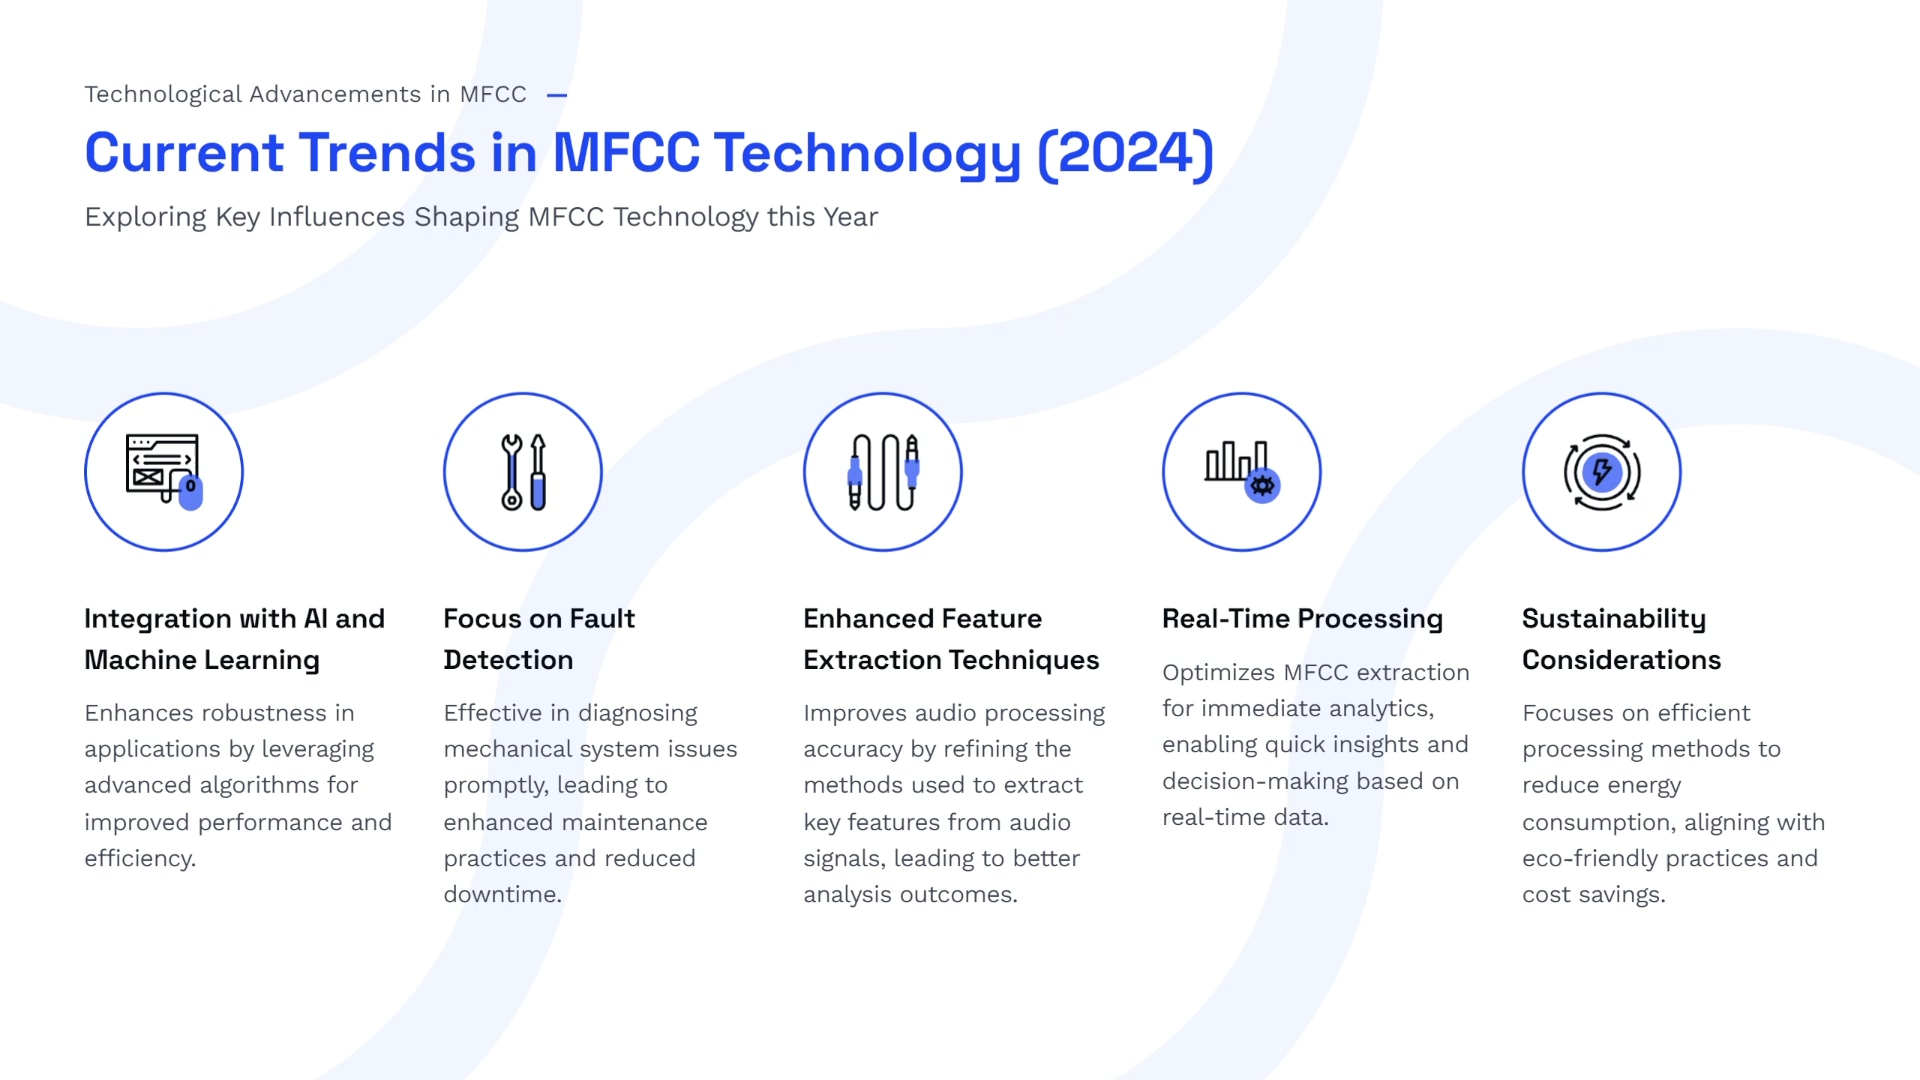 Technological Advancements in MFCC —
Current Trends in MFCC Technology (2024)
Exploring Key Influences Shaping MFCC Technology this Year
Integration with AI and
Machine Learning
Enhances robustness in
applications by leveraging
advanced algorithms for
improved performance and
efficiency.
Focus on Fault
Detection
Effective in diagnosing
mechanical system issues
promptly, leading to
enhanced maintenance
practices and reduced
downtime.
Enhanced Feature
Extraction Techniques
Improves audio processing
accuracy by refining the
methods used to extract
key features from audio
signals, leading to better
analysis outcomes.
Real-Time Processing
Optimizes MFCC extraction
for immediate analytics,
enabling quick insights and
decision-making based on
real-time data.
Sustainability
Considerations
Focuses on efficient
processing methods to
reduce energy
consumption, aligning with
eco-friendly practices and
cost savings.